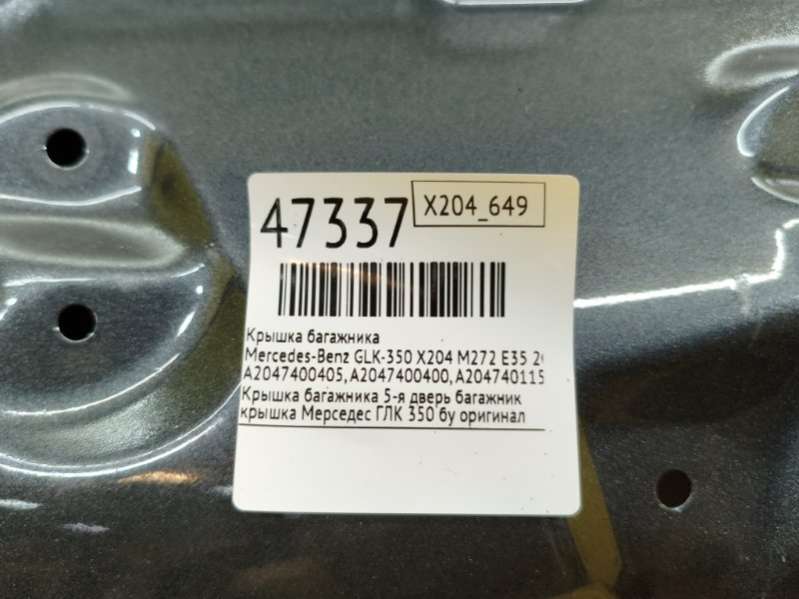 47337
X204_649
Крышка багажника
Mercedes-Benz GLK-350 X204 M272 E35
A2047400405, A2047400400, A204740115
Крышка багажника 5-я дверь багажник
крышка Мерседес ГЛК 350 бу оригинал